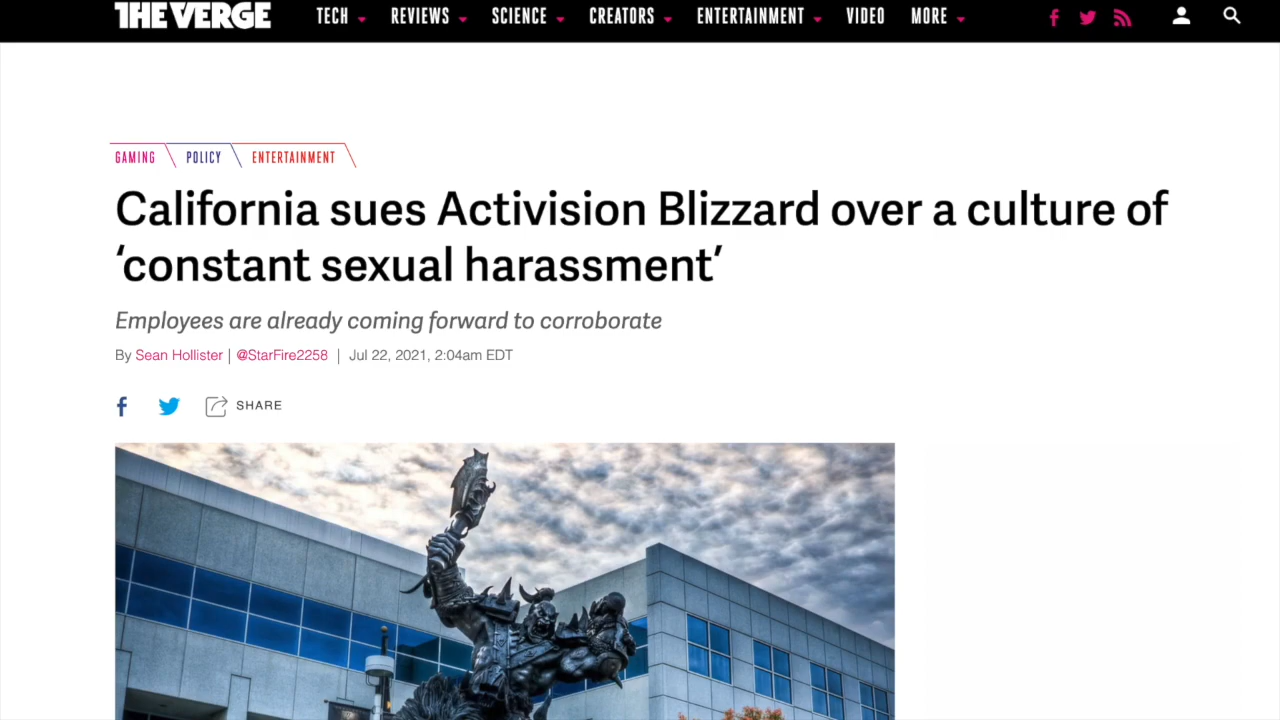 THE VERGE TECH REVIEWS SCIENCE CREATORS ENTERTAINMENT VIDEO MORE
GAMING POLICY ENTERTAINMENT
California sues Activision Blizzard over a culture of
‘constant sexual harassment’
Employees are already coming forward to corroborate
By Sean Hollister | @StarFire2258 | Jul 22, 2021, 2:04am EDT
SHARE